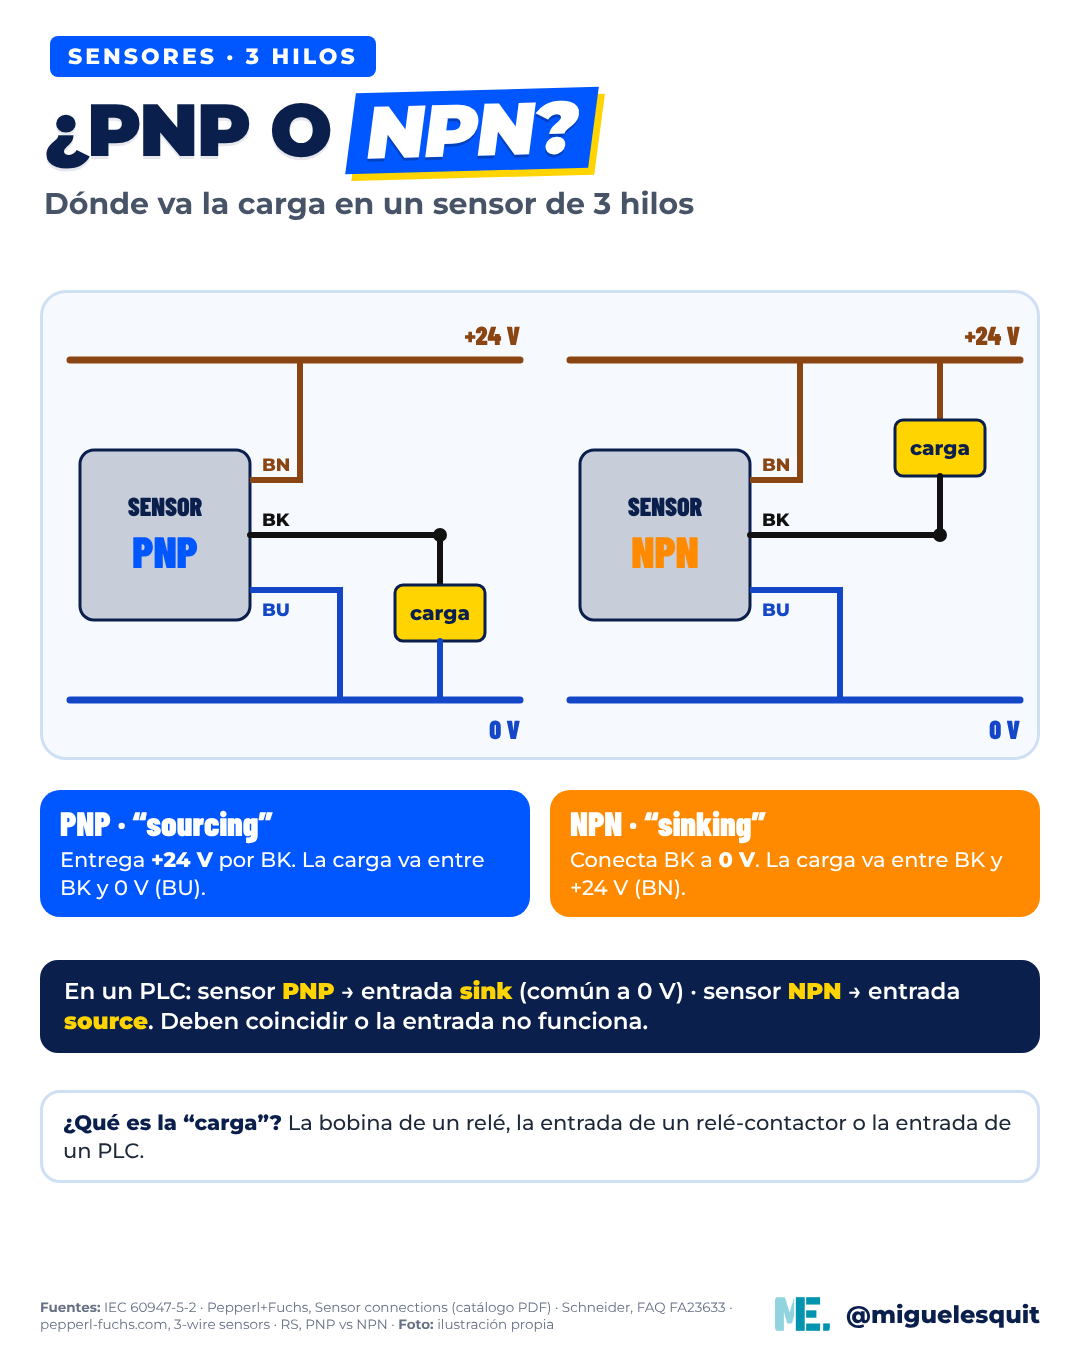 SENSORES · 3 HILOS
¿PNP O NPN?
Dónde va la carga en un sensor de 3 hilos
+24 V
BN
SENSOR
BK
PNP
carga
BU
0 V
+24 V
carga
BN
SENSOR
BK
NPN
BU
0 V
PNP · “sourcing”
Entrega +24 V por BK. La carga va entre
BK y 0 V (BU).
NPN · “sinking”
Conecta BK a 0 V. La carga va entre BK y
+24 V (BN).
En un PLC: sensor PNP → entrada sink (común a 0 V) · sensor NPN → entrada
source. Deben coincidir o la entrada no funciona.
¿Qué es la “carga”? La bobina de un relé, la entrada de un relé-contactor o la entrada de
un PLC.
Fuentes: IEC 60947-5-2 · Pepperl+Fuchs, Sensor connections (catálogo PDF) · Schneider, FAQ FA23633 ·
pepperl-fuchs.com, 3-wire sensors · RS, PNP vs NPN · Foto: ilustración propia
ME.
@miguelesquit